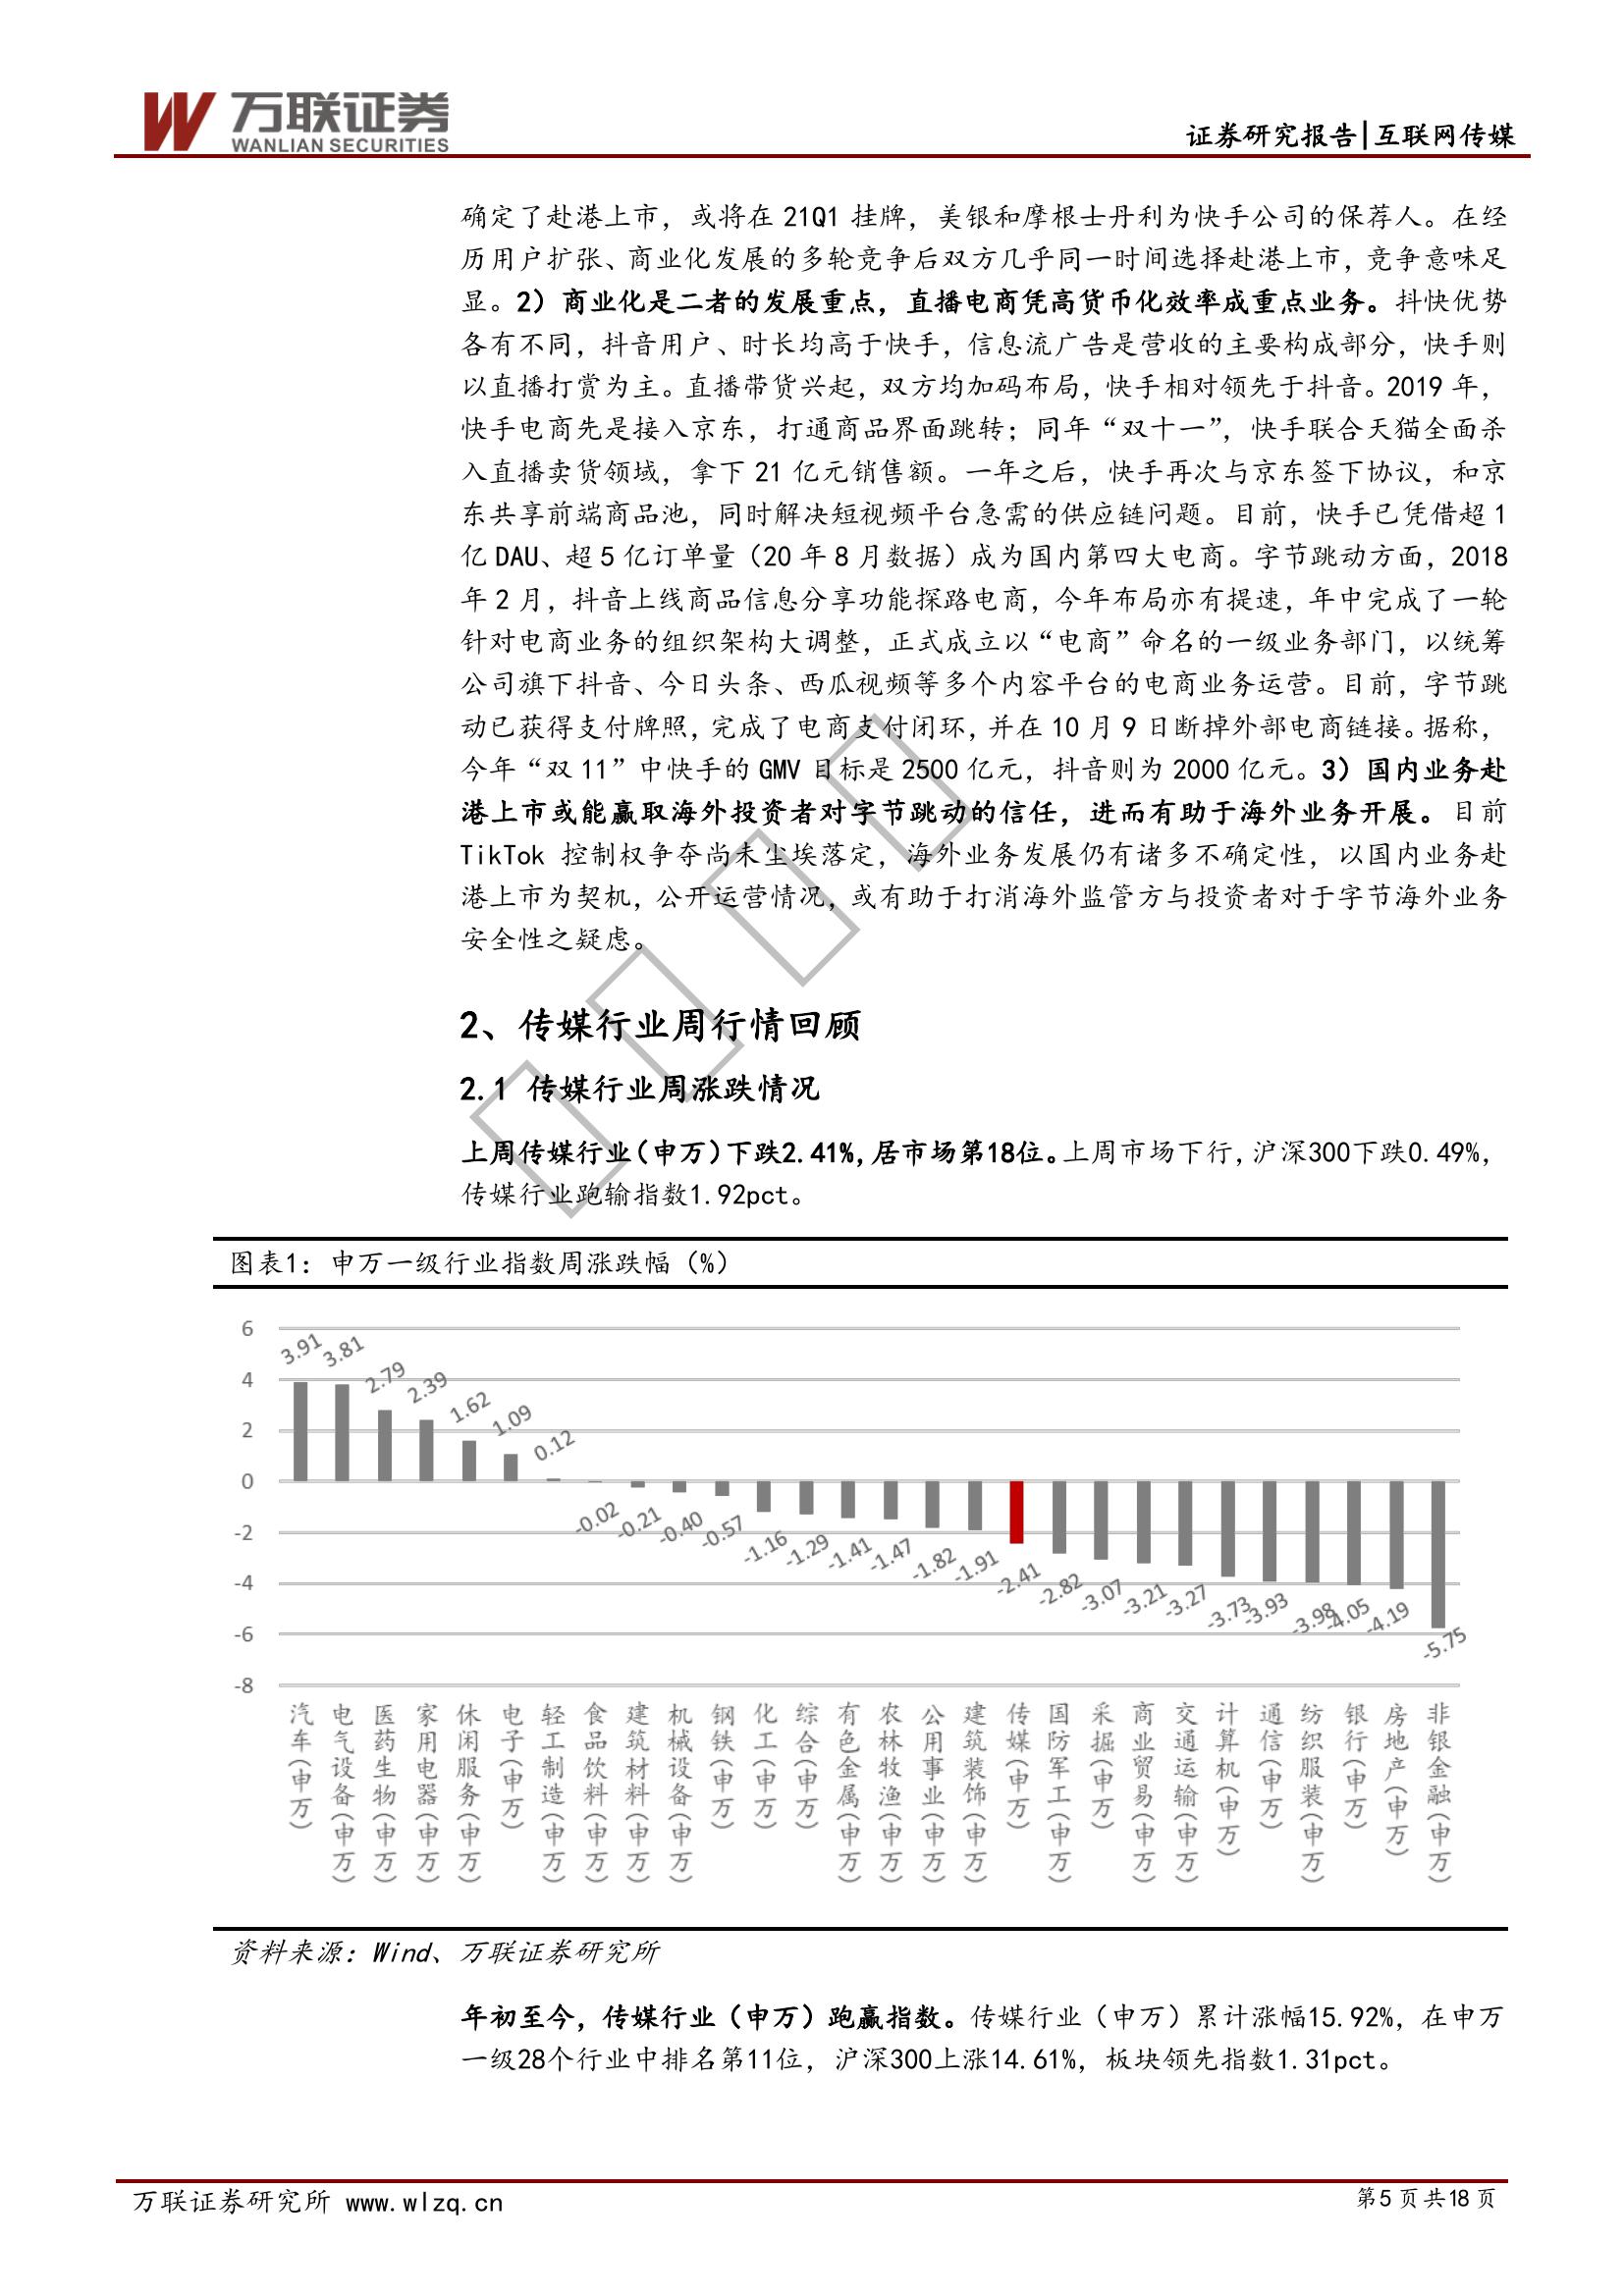 万联证券
WANLIAN SECURITIES
证券研究报告|互联网传媒
确定了赴港上市，或将在 21Q1 挂牌，美银和摩根士丹利为快手公司的保荐人。在经
历用户扩张、商业化发展的多轮竞争后双方几乎同一时间选择赴港上市，竞争意味足
显。2）商业化是二者的发展重点，直播电商凭高货币化效率成重点业务。抖快优势
各有不同，抖音用户、时长均高于快手，信息流广告是营收的主要构成部分，快手则
以直播打赏为主。直播带货兴起，双方均加码布局，快手相对领先于抖音。2019 年，
快手电商先是接入京东，打通商品界面跳转；同年“双十一”，快手联合天猫全面杀
入直播卖货领域，拿下 21 亿元销售额。一年之后，快手再次与京东签下协议，和京
东共享前端商品池，同时解决短视频平台急需的供应链问题。目前，快手已凭借超 1
亿 DAU、超 5 亿订单量（20 年 8 月数据）成为国内第四大电商。字节跳动方面，2018
年 2 月，抖音上线商品信息分享功能探路电商，今年布局亦有提速，年中完成了一轮
针对电商业务的组织架构大调整，正式成立以“电商”命名的一级业务部门，以统筹
公司旗下抖音、今日头条、西瓜视频等多个内容平台的电商业务运营。目前，字节跳
动已获得支付牌照，完成了电商支付闭环，并在 10 月 9 日断掉外部电商链接。据称，
今年“双 11”中快手的 GMV 目标是 2500 亿元，抖音则为 2000 亿元。3）国内业务赴
港上市或能赢取海外投资者对字节跳动的信任，进而有助于海外业务开展。目前
TikTok 控制权争夺尚未尘埃落定，海外业务发展仍有诸多不确定性，以国内业务赴
港上市为契机，公开运营情况，或有助于打消海外监管方与投资者对于字节海外业务
安全性之疑虑。
2、传媒行业周行情回顾
2.1 传媒行业周涨跌情况
上周传媒行业（申万）下跌2.41%，居市场第18位。上周市场下行，沪深300下跌0.49%，
传媒行业跑输指数1.92pct。
图表1：申万一级行业指数周涨跌幅（%）
6
4
2
0
-2
-4
-6
-8
3.91
3.81
2.79
2.39
1.62
1.09
0.12
-0.02
-0.21
-0.40
-0.57
-1.16
-1.29
-1.41
-1.47
-1.82
-1.91
-2.41
-2.82
-3.07
-3.21
-3.27
-3.73
-3.93
-3.98
-4.05
-4.19
-5.75
汽车(申万)
电气设备(申万)
医药生物(申万)
家用电器(申万)
休闲服务(申万)
电子(申万)
轻工制造(申万)
食品饮料(申万)
建筑材料(申万)
机械设备(申万)
钢铁(申万)
化工(申万)
综合(申万)
有色金属(申万)
农林牧渔(申万)
公用事业(申万)
建筑装饰(申万)
传媒(申万)
国防军工(申万)
采掘(申万)
商业贸易(申万)
交通运输(申万)
计算机(申万)
通信(申万)
纺织服装(申万)
银行(申万)
房地产(申万)
非银金融(申万)
资料来源：Wind、万联证券研究所
年初至今，传媒行业（申万）跑赢指数。传媒行业（申万）累计涨幅15.92%，在申万
一级28个行业中排名第11位，沪深300上涨14.61%，板块领先指数1.31pct。
万联证券研究所 www.wlzq.cn
第5页共18页